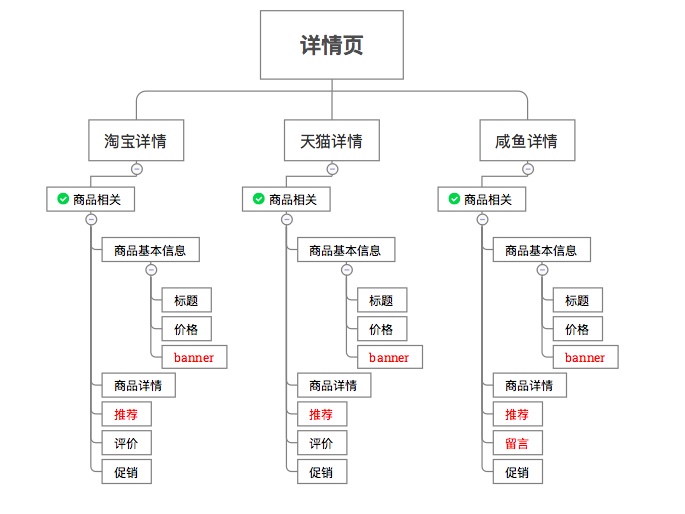 详情页
淘宝详情
商品相关
商品基本信息
标题
价格
banner
商品详情
推荐
评价
促销
天猫详情
商品相关
商品基本信息
标题
价格
banner
商品详情
推荐
评价
促销
咸鱼详情
商品相关
商品基本信息
标题
价格
banner
商品详情
推荐
留言
促销